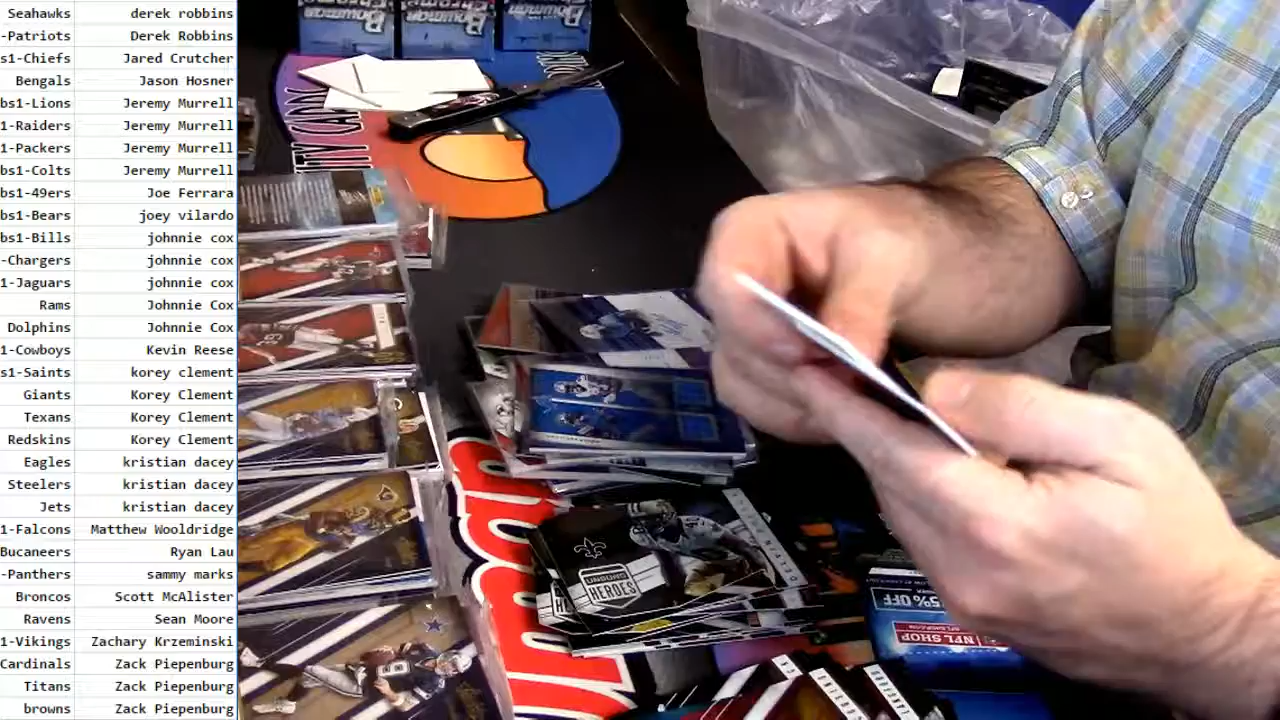 Seahawks derek robbins
-Patriots Derek Robbins
s1-Chiefs Jared Crutcher
Bengals Jason Hosner
bs1-Lions Jeremy Murrell
1-Raiders Jeremy Murrell
1-Packers Jeremy Murrell
bs1-Colts Jeremy Murrell
bs1-49ers Joe Ferrara
bs1-Bears joey vilardo
bs1-Bills johnnie cox
-Chargers johnnie cox
1-Jaguars johnnie cox
Rams Johnnie Cox
Dolphins Johnnie Cox
1-Cowboys Kevin Reese
s1-Saints korey clement
Giants Korey Clement
Texans Korey Clement
Redskins Korey Clement
Eagles kristian dacey
Steelers kristian dacey
Jets kristian dacey
1-Falcons Matthew Wooldridge
Bucaneers Ryan Lau
-Panthers sammy marks
Broncos Scott McAlister
Ravens Sean Moore
1-Vikings Zachary Krzeminski
Cardinals Zack Piepenburg
Titans Zack Piepenburg
browns Zack Piepenburg
Bowman
Bowman
Bowman
ITY CAN
DELVIN
GRIDIRON
HEROES
5% OFF
NFL SHOP